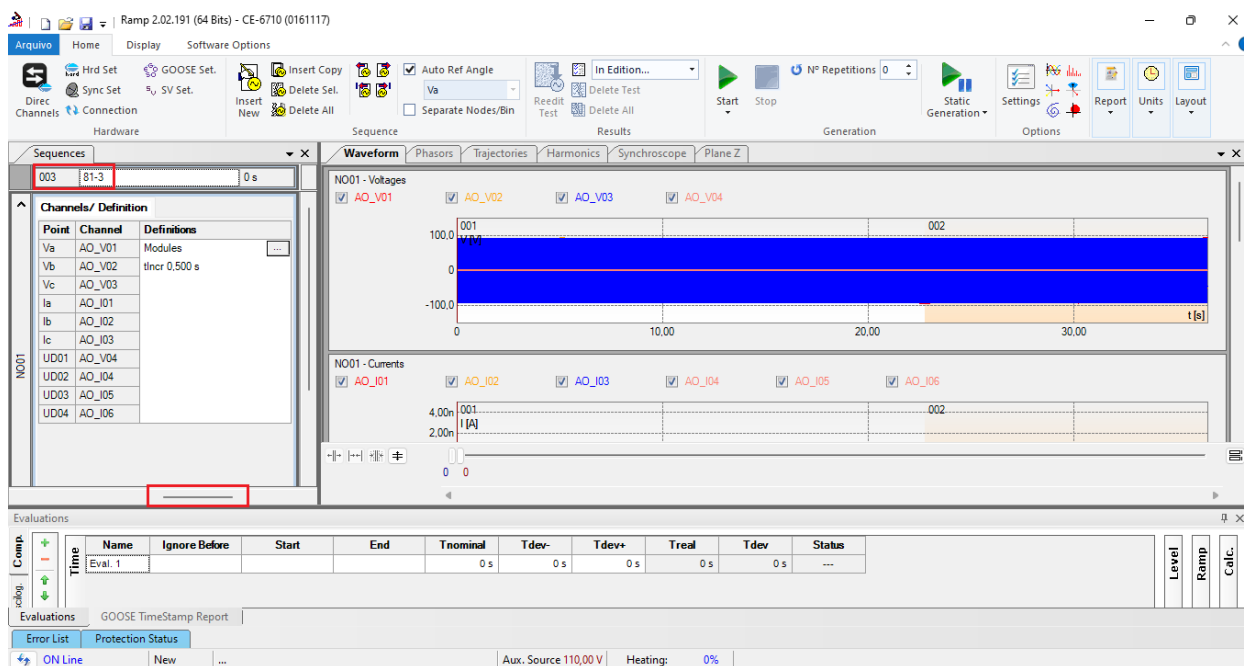 Ramp 2.02.191 (64 Bits) - CE-6710 (0161117)
Arquivo Home Display Software Options
Direc Channels
Hrd Set
GOOSE Set.
Sync Set
SV Set.
Connection
Hardware
Insert New
Insert Copy
Delete Sel.
Delete All
Auto Ref Angle
Va
Separate Nodes/Bin
Sequence
Reedit Test
In Edition...
Delete Test
Delete All
Results
Start
Stop
Nº Repetitions 0
Static Generation
Generation
Settings
Options
Report
Units
Layout
Sequences
003 81-3 0 s
NO01
Channels/ Definition
Point Channel Definitions
Va AO_V01 Modules ...
Vb AO_V02 tIncr 0,500 s
Vc AO_V03
Ia AO_I01
Ib AO_I02
Ic AO_I03
UD01 AO_V04
UD02 AO_I04
UD03 AO_I05
UD04 AO_I06
Waveform Phasors Trajectories Harmonics Synchroscope Plane Z
NO01 - Voltages
AO_V01 AO_V02 AO_V03 AO_V04
001 002
100,0 V [V]
0
-100,0
t [s]
0 10,00 20,00 30,00
NO01 - Currents
AO_I01 AO_I02 AO_I03 AO_I04 AO_I05 AO_I06
4,00n 001 002
I [A]
2,00n
0 0
Evaluations
Comp.
Time
Name Ignore Before Start End Tnominal Tdev- Tdev+ Treal Tdev Status
Eval. 1 0 s 0 s 0 s 0 s 0 s ---
Level
Ramp
Calc.
Evaluations GOOSE TimeStamp Report
Error List Protection Status
ON Line New ... Aux. Source 110,00 V Heating: 0%